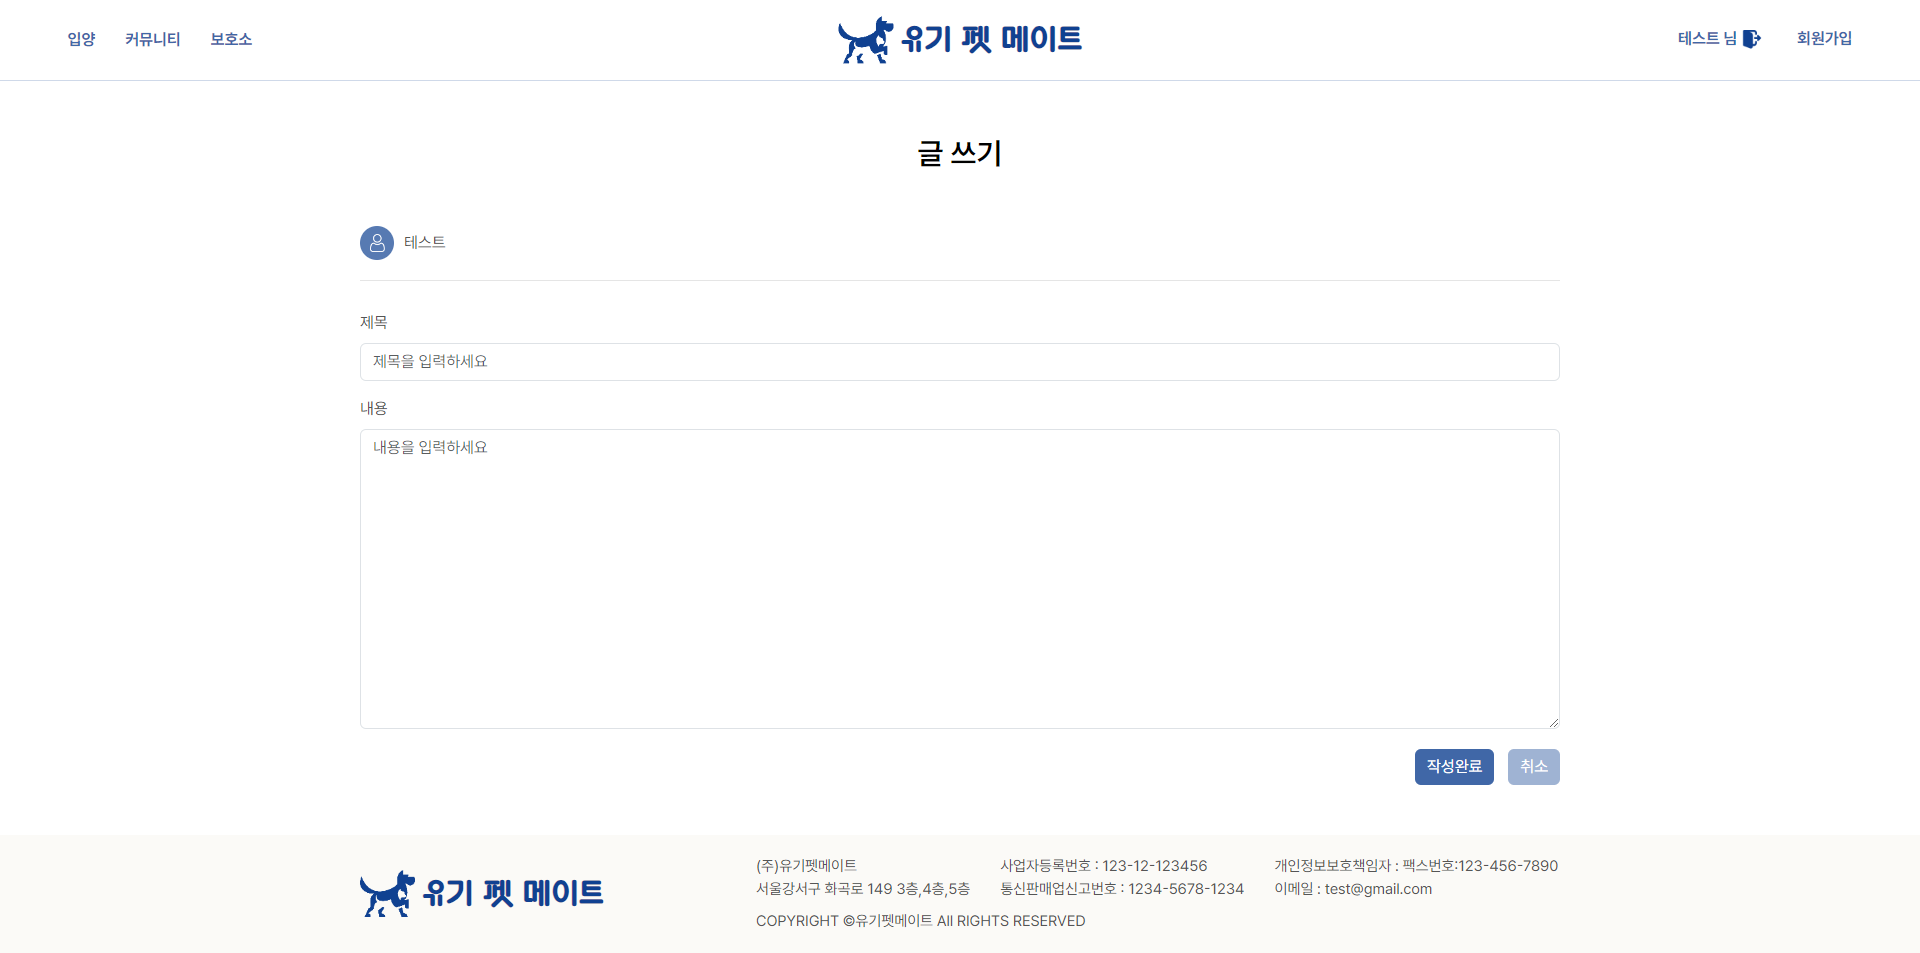 입양
커뮤니티
보호소
유기 펫 메이트
테스트 님
회원가입
글 쓰기
테스트
제목
제목을 입력하세요
내용
내용을 입력하세요
작성완료
취소
유기 펫 메이트
(주)유기펫메이트
서울강서구 화곡로 149 3층,4층,5층
사업자등록번호 : 123-12-123456
통신판매업신고번호 : 1234-5678-1234
개인정보보호책임자 : 팩스번호:123-456-7890
이메일 : test@gmail.com
COPYRIGHT ©유기펫메이트 All RIGHTS RESERVED